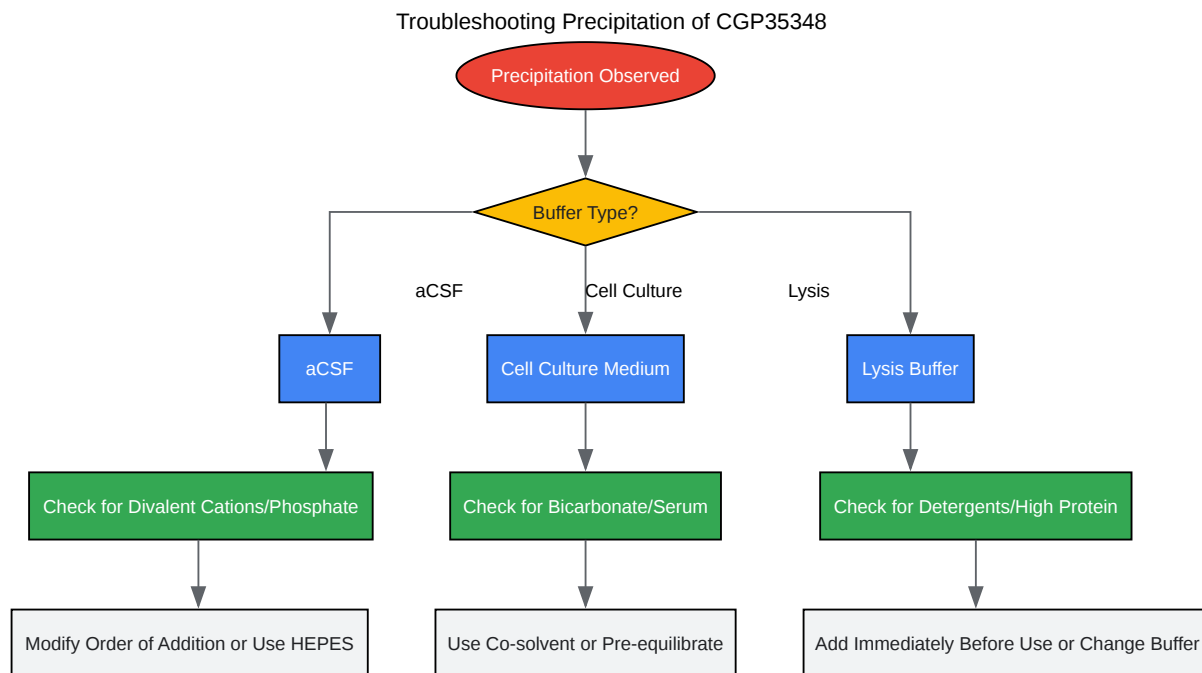 Troubleshooting Precipitation of CGP35348
Precipitation Observed
Buffer Type?
aCSF
Cell Culture
Lysis
aCSF
Cell Culture Medium
Lysis Buffer
Check for Divalent Cations/Phosphate
Check for Bicarbonate/Serum
Check for Detergents/High Protein
Modify Order of Addition or Use HEPES
Use Co-solvent or Pre-equilibrate
Add Immediately Before Use or Change Buffer